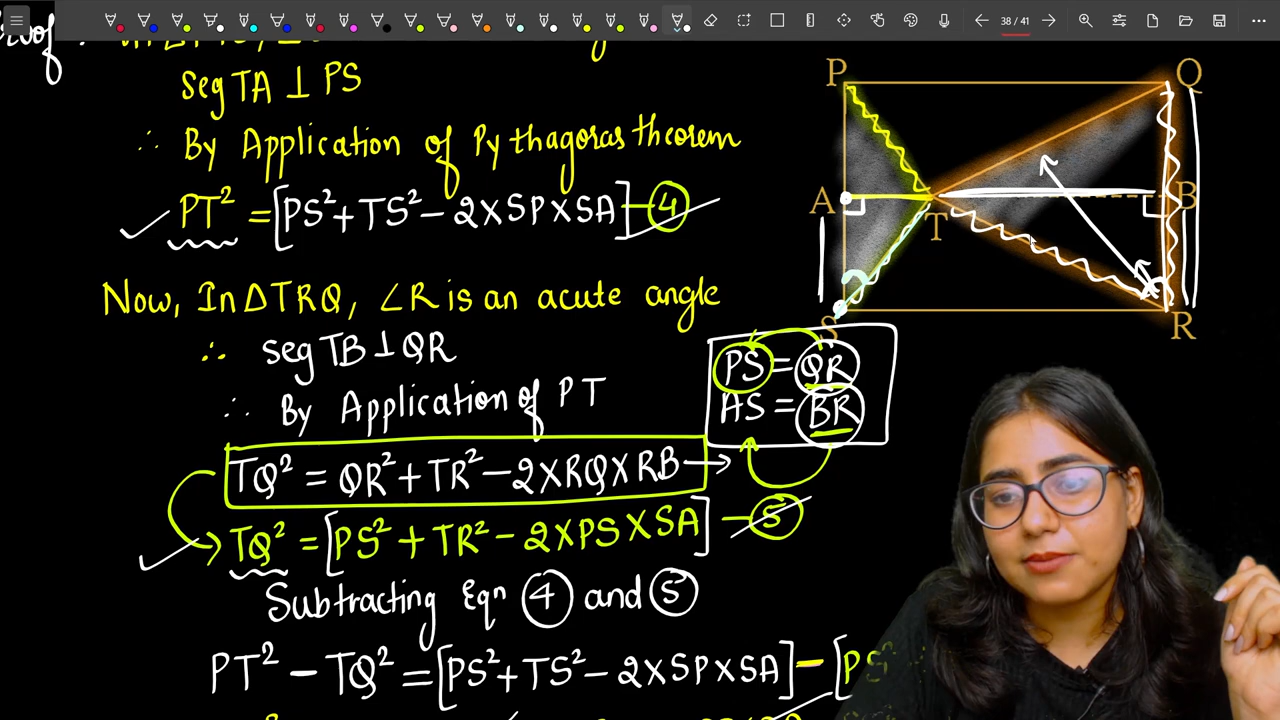 38 / 41
seg TA ⊥ PS
∴ By Application of Pythagoras theorem
PT² = [PS² + TS² - 2×SP×SA] - 4
Now, In ΔTRQ, ∠R is an acute angle
∴ seg TB ⊥ QR
∴ By Application of PT
TQ² = QR² + TR² - 2×RQ×RB →
TQ² = [PS² + TR² - 2×PS×SA] - 5
Subtracting Eqn 4 and 5
PT² - TQ² = [PS² + TS² - 2×SP×SA] - [PS
PS = QR
AS = BR
P
Q
A
T
B
S
R